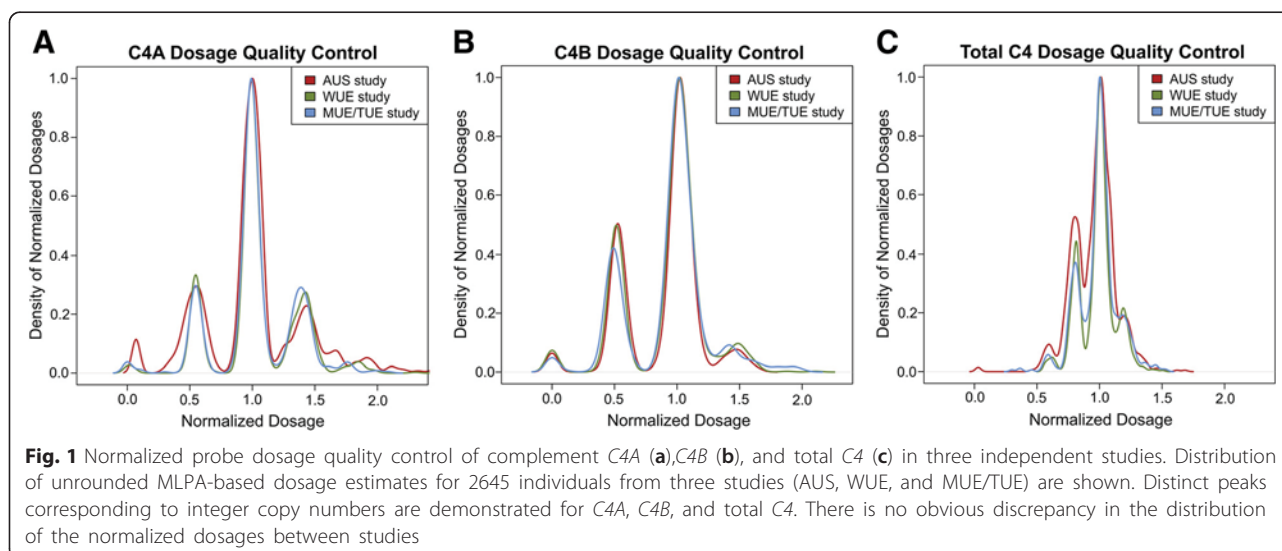 A
C4A Dosage Quality Control
AUS study
WUE study
MUE/TUE study
Density of Normalized Dosages
1.0
0.8
0.6
0.4
0.2
0.0
0.0 0.5 1.0 1.5 2.0
Normalized Dosage
B
C4B Dosage Quality Control
AUS study
WUE study
MUE/TUE study
Density of Normalized Dosages
1.0
0.8
0.6
0.4
0.2
0.0
0.0 0.5 1.0 1.5 2.0
Normalized Dosage
C
Total C4 Dosage Quality Control
AUS study
WUE study
MUE/TUE study
Density of Normalized Dosages
1.0
0.8
0.6
0.4
0.2
0.0
0.0 0.5 1.0 1.5 2.0
Normalized Dosage
Fig. 1 Normalized probe dosage quality control of complement C4A (a),C4B (b), and total C4 (c) in three independent studies. Distribution
of unrounded MLPA-based dosage estimates for 2645 individuals from three studies (AUS, WUE, and MUE/TUE) are shown. Distinct peaks
corresponding to integer copy numbers are demonstrated for C4A, C4B, and total C4. There is no obvious discrepancy in the distribution
of the normalized dosages between studies